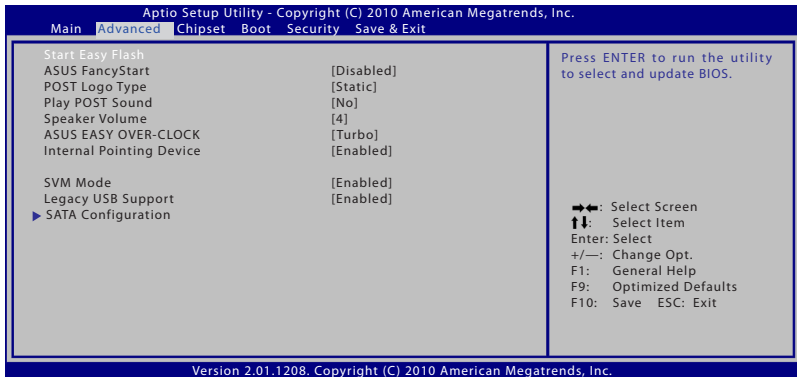 Aptio Setup Utility - Copyright (C) 2010 American Megatrends, Inc.
Main Advanced Chipset Boot Security Save & Exit
Start Easy Flash
ASUS FancyStart [Disabled]
POST Logo Type [Static]
Play POST Sound [No]
Speaker Volume [4]
ASUS EASY OVER-CLOCK [Turbo]
Internal Pointing Device [Enabled]
SVM Mode [Enabled]
Legacy USB Support [Enabled]
SATA Configuration
Press ENTER to run the utility
to select and update BIOS.
→←: Select Screen
↑↓: Select Item
Enter: Select
+/—: Change Opt.
F1: General Help
F9: Optimized Defaults
F10: Save ESC: Exit
Version 2.01.1208. Copyright (C) 2010 American Megatrends, Inc.